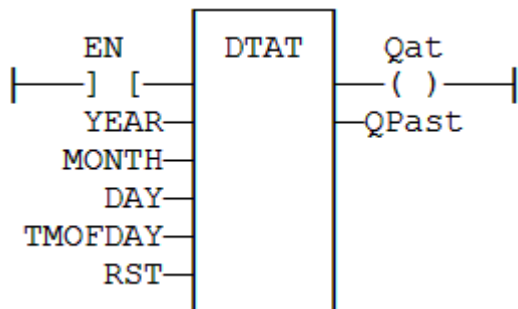 EN DTAT Qat
] [ ( )
YEAR QPast
MONTH
DAY
TMOFDAY
RST